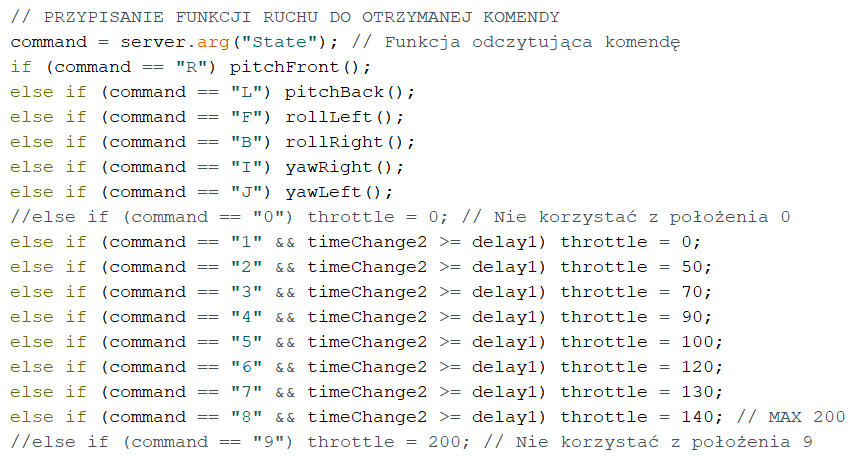 // PRZYPISANIE FUNKCJI RUCHU DO OTRZYMANEJ KOMENDY
command = server.arg("State"); // Funkcja odczytująca komendę
if (command == "R") pitchFront();
else if (command == "L") pitchBack();
else if (command == "F") rollLeft();
else if (command == "B") rollRight();
else if (command == "I") yawRight();
else if (command == "J") yawLeft();
//else if (command == "0") throttle = 0; // Nie korzystać z położenia 0
else if (command == "1" && timeChange2 >= delay1) throttle = 0;
else if (command == "2" && timeChange2 >= delay1) throttle = 50;
else if (command == "3" && timeChange2 >= delay1) throttle = 70;
else if (command == "4" && timeChange2 >= delay1) throttle = 90;
else if (command == "5" && timeChange2 >= delay1) throttle = 100;
else if (command == "6" && timeChange2 >= delay1) throttle = 120;
else if (command == "7" && timeChange2 >= delay1) throttle = 130;
else if (command == "8" && timeChange2 >= delay1) throttle = 140; // MAX 200
//else if (command == "9") throttle = 200; // Nie korzystać z położenia 9